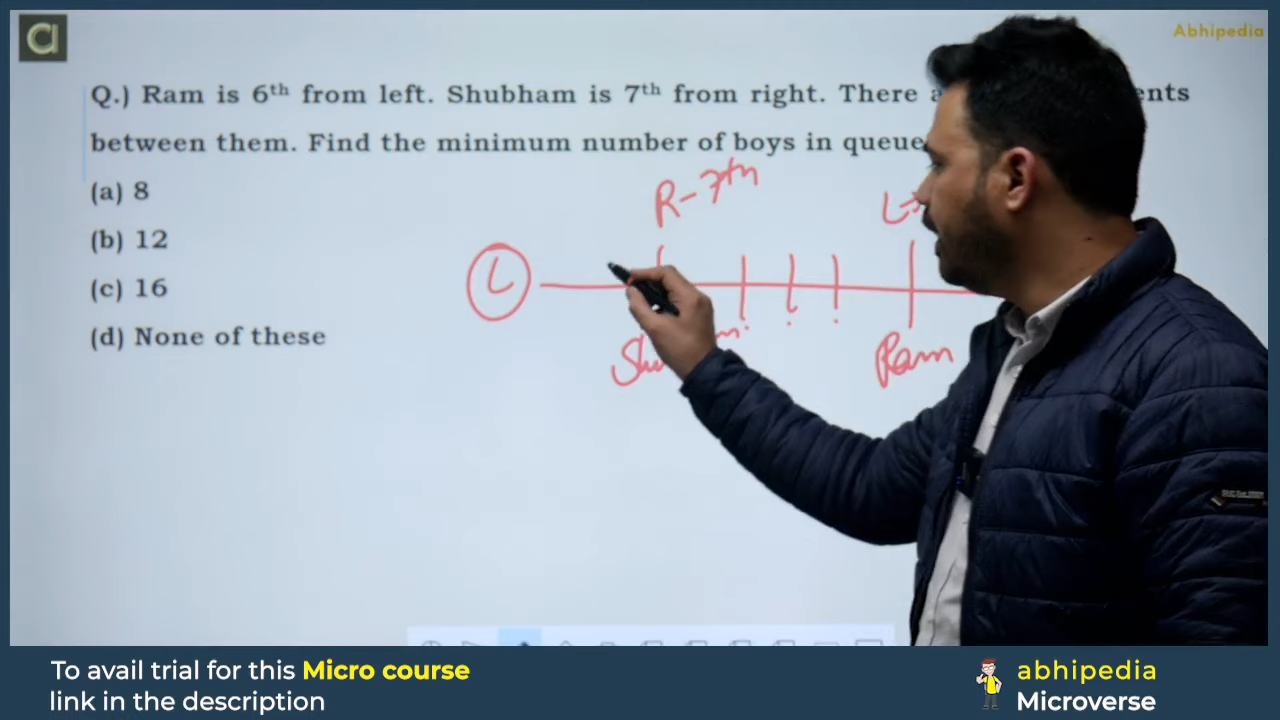 Abhipedia
Q.) Ram is 6th from left. Shubham is 7th from right. There
between them. Find the minimum number of boys in queue
(a) 8
(b) 12
(c) 16
(d) None of these
R-7th
L
Ram
To avail trial for this Micro course
link in the description
abhipedia
Microverse